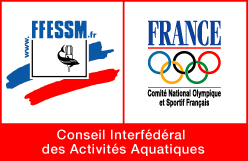 www.
FFESSM
.fr
FRANCE
Comité National Olympique
et Sportif Français
Conseil Interfédéral
des Activités Aquatiques